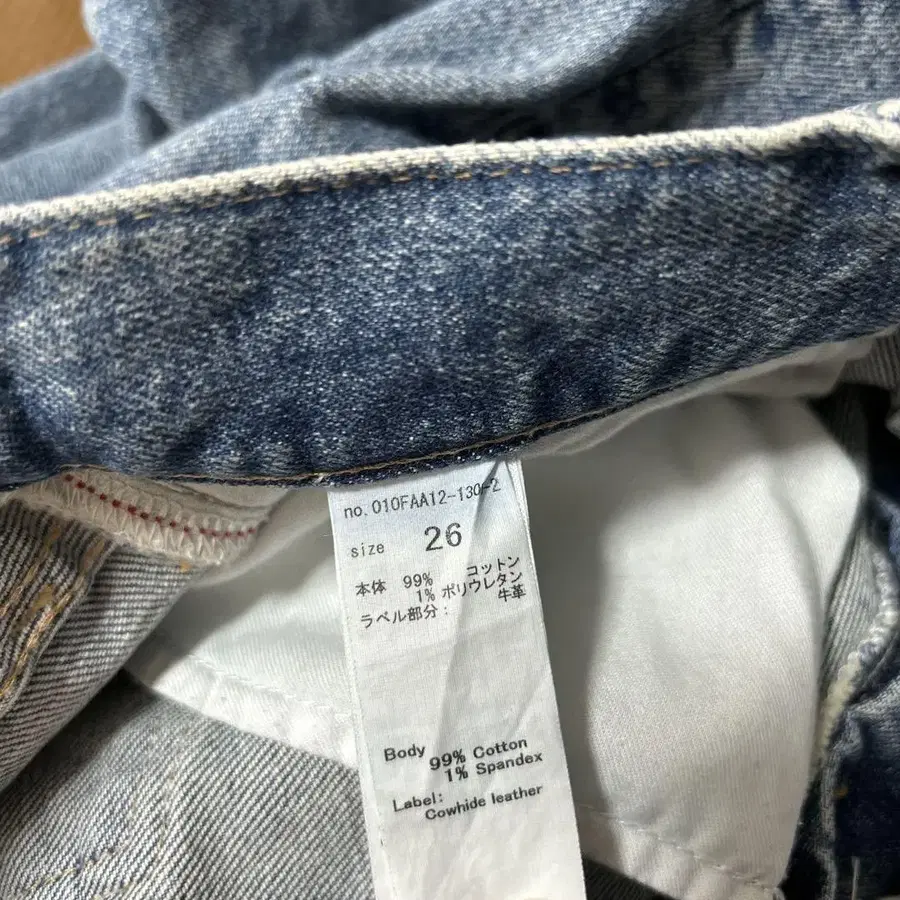 no. 010FAA12-130-2
size 26
本体 99% コットン
1% ポリウレタン
ラベル部分: 牛革
Body 99% Cotton
1% Spandex
Label:
Cowhide leather